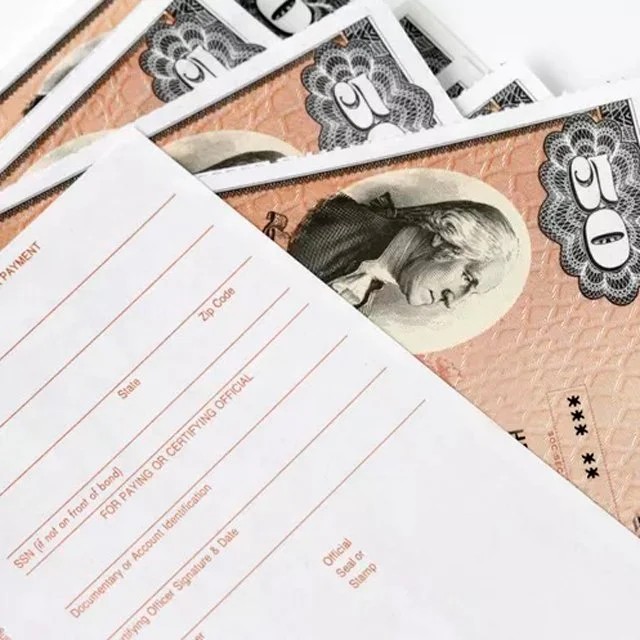 50
50
50
PAYMENT
Zip Code
State
SSN (if not on front of bond)
FOR PAYING OR CERTIFYING OFFICIAL
Documentary or Account Identification
rtifying Officer Signature & Date
Official
Seal or
Stamp
*** **